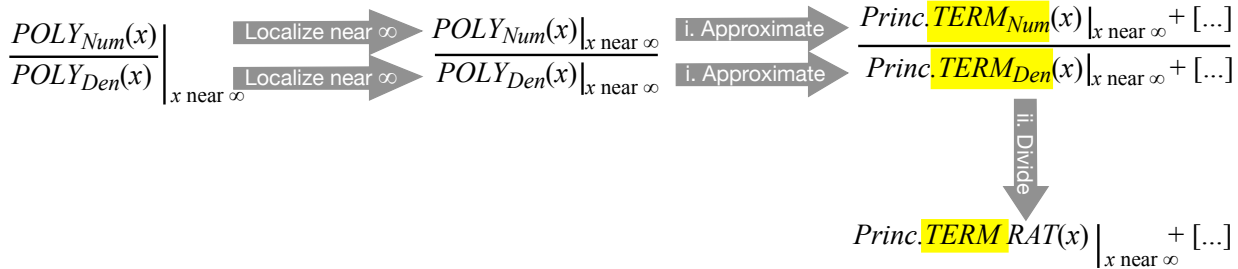 POLY_Num(x) Localize near ∞ POLY_Num(x)|x near ∞ i. Approximate Princ.TERM_Num(x)|x near ∞ + [...]
POLY_Den(x)|x near ∞ Localize near ∞ POLY_Den(x)|x near ∞ i. Approximate Princ.TERM_Den(x)|x near ∞ + [...]
ii. Divide
Princ.TERM RAT(x)|x near ∞ + [...]